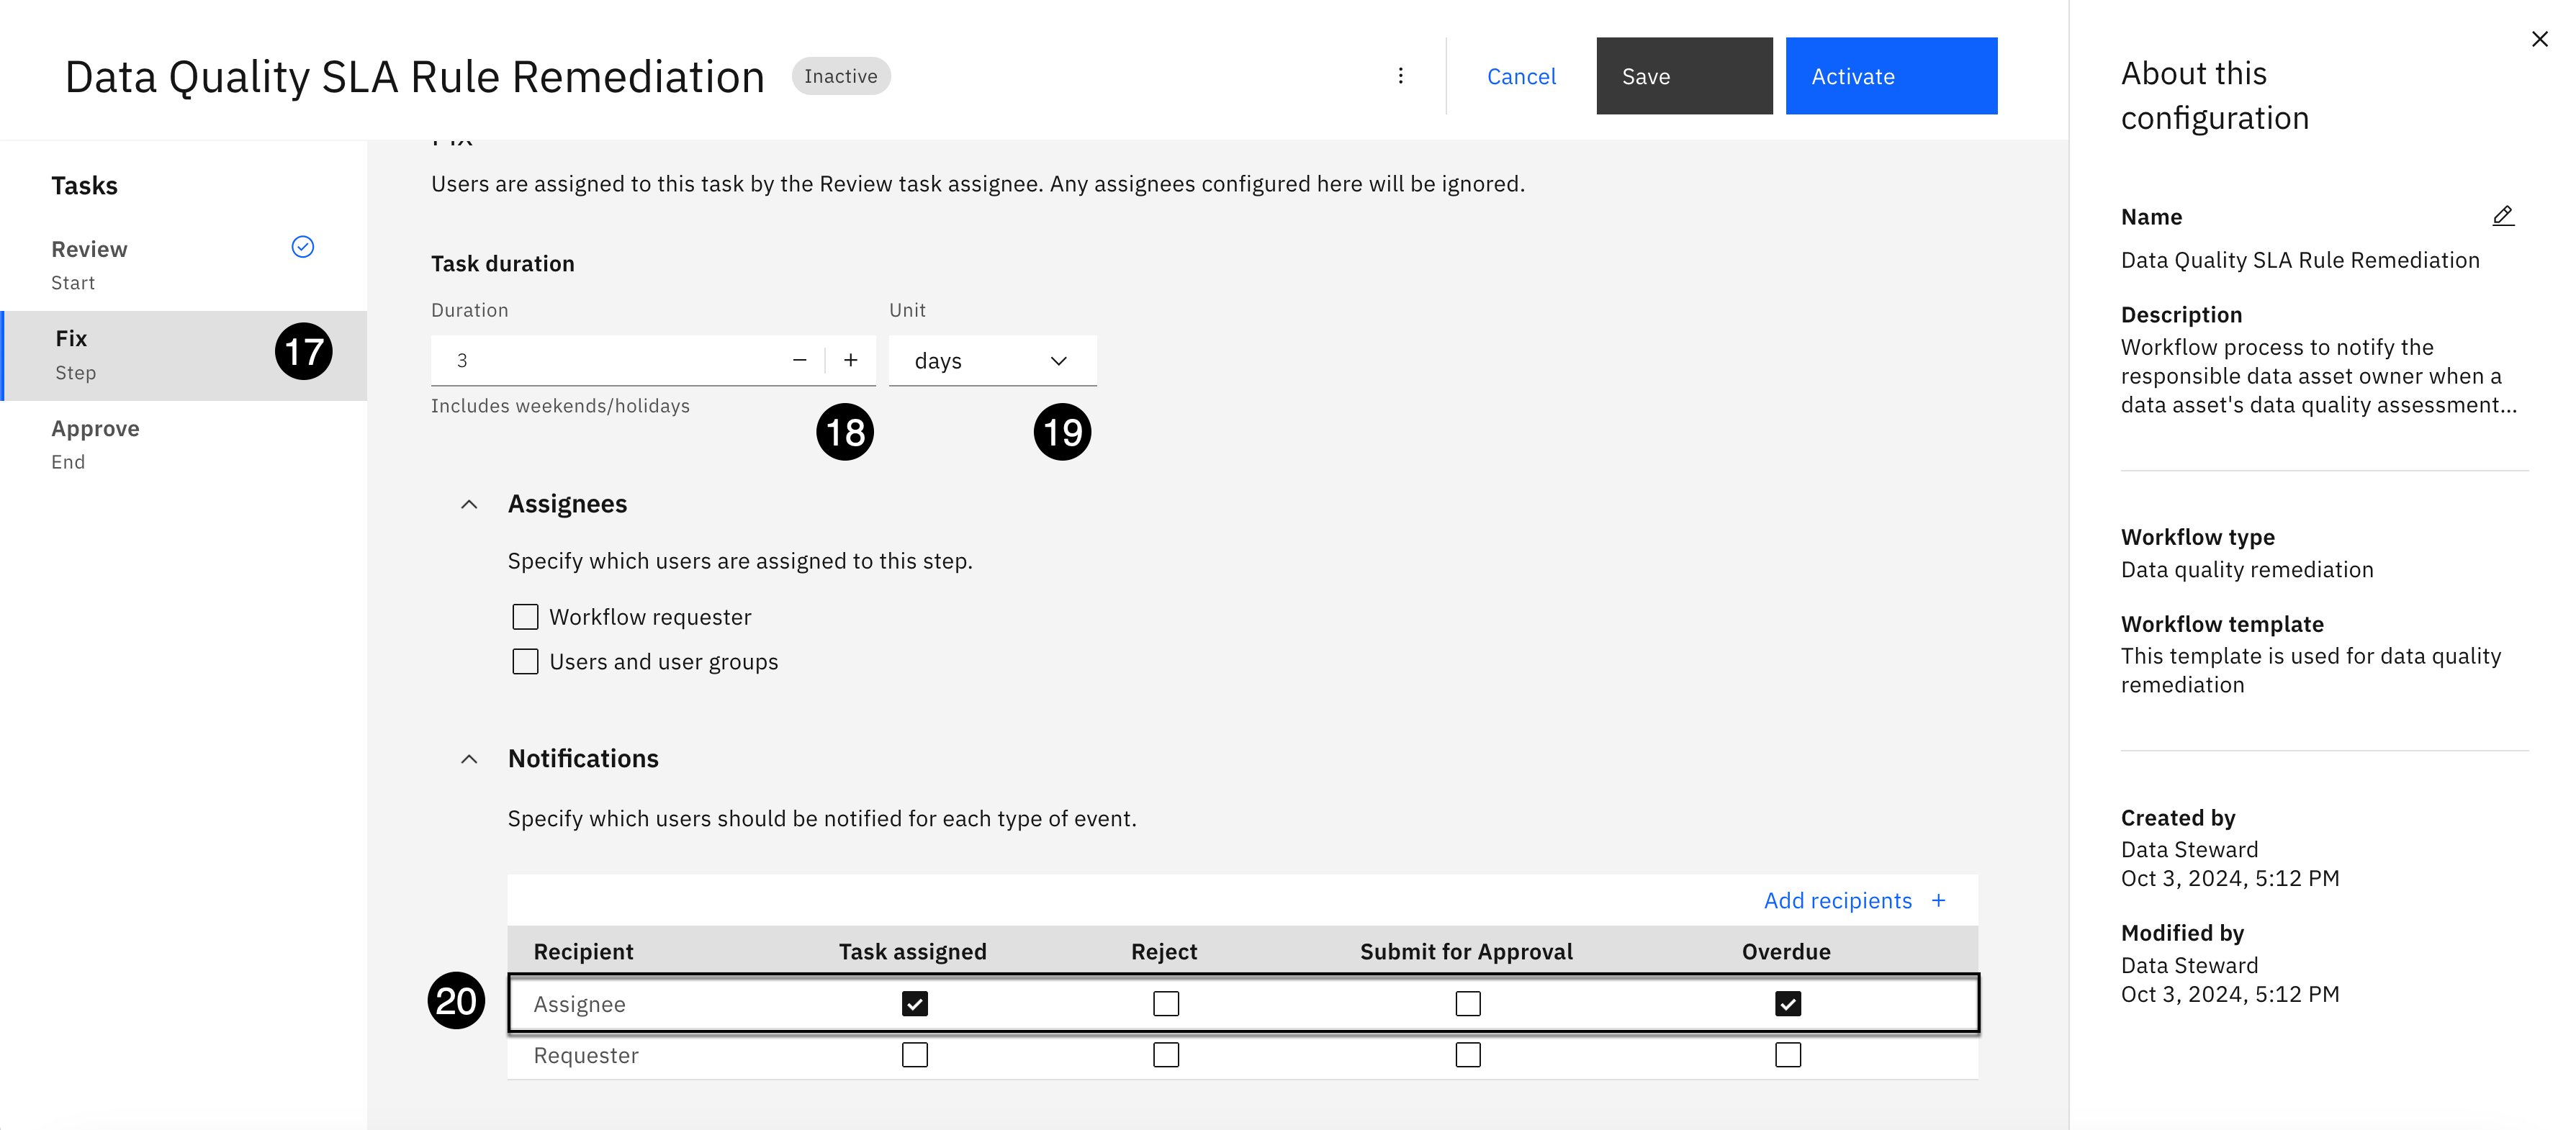 Data Quality SLA Rule Remediation
Inactive
Cancel
Save
Activate
Tasks
Review
Start
Fix
Step
17
Approve
End
Fix
Users are assigned to this task by the Review task assignee. Any assignees configured here will be ignored.
Task duration
Duration
Unit
3
days
Includes weekends/holidays
18
19
Assignees
Specify which users are assigned to this step.
Workflow requester
Users and user groups
Notifications
Specify which users should be notified for each type of event.
Add recipients +
Recipient Task assigned Reject Submit for Approval Overdue
20
Assignee
Requester
About this
configuration
Name
Data Quality SLA Rule Remediation
Description
Workflow process to notify the
responsible data asset owner when a
data asset's data quality assessment...
Workflow type
Data quality remediation
Workflow template
This template is used for data quality
remediation
Created by
Data Steward
Oct 3, 2024, 5:12 PM
Modified by
Data Steward
Oct 3, 2024, 5:12 PM